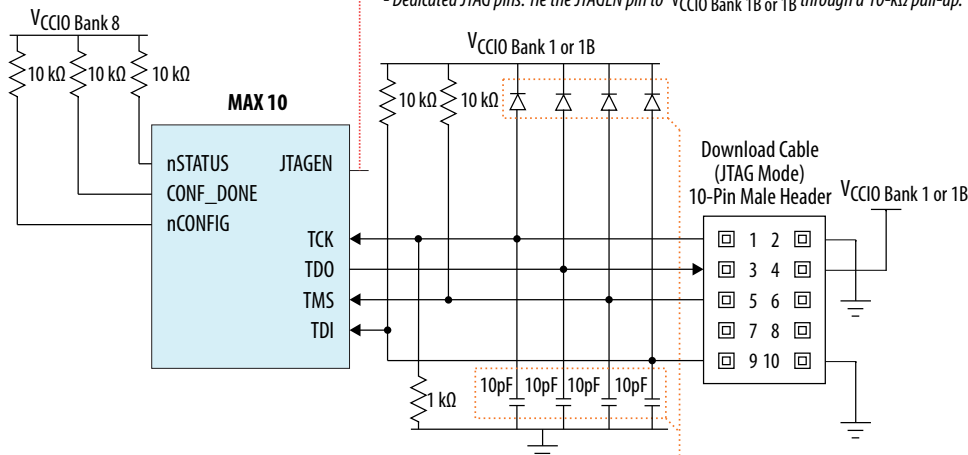 - Dedicated JTAG pins: Tie the JTAGEN pin to VCCIO Bank 1B or 1B through a 10-kΩ pull-up.
VCCIO Bank 8
VCCIO Bank 1 or 1B
10 kΩ 10 kΩ 10 kΩ
10 kΩ 10 kΩ
MAX 10
nSTATUS JTAGEN
CONF_DONE
nCONFIG
TCK
TDO
TMS
TDI
Download Cable
(JTAG Mode)
10-Pin Male Header
VCCIO Bank 1 or 1B
1 2
3 4
5 6
7 8
9 10
1 kΩ
10pF 10pF 10pF 10pF